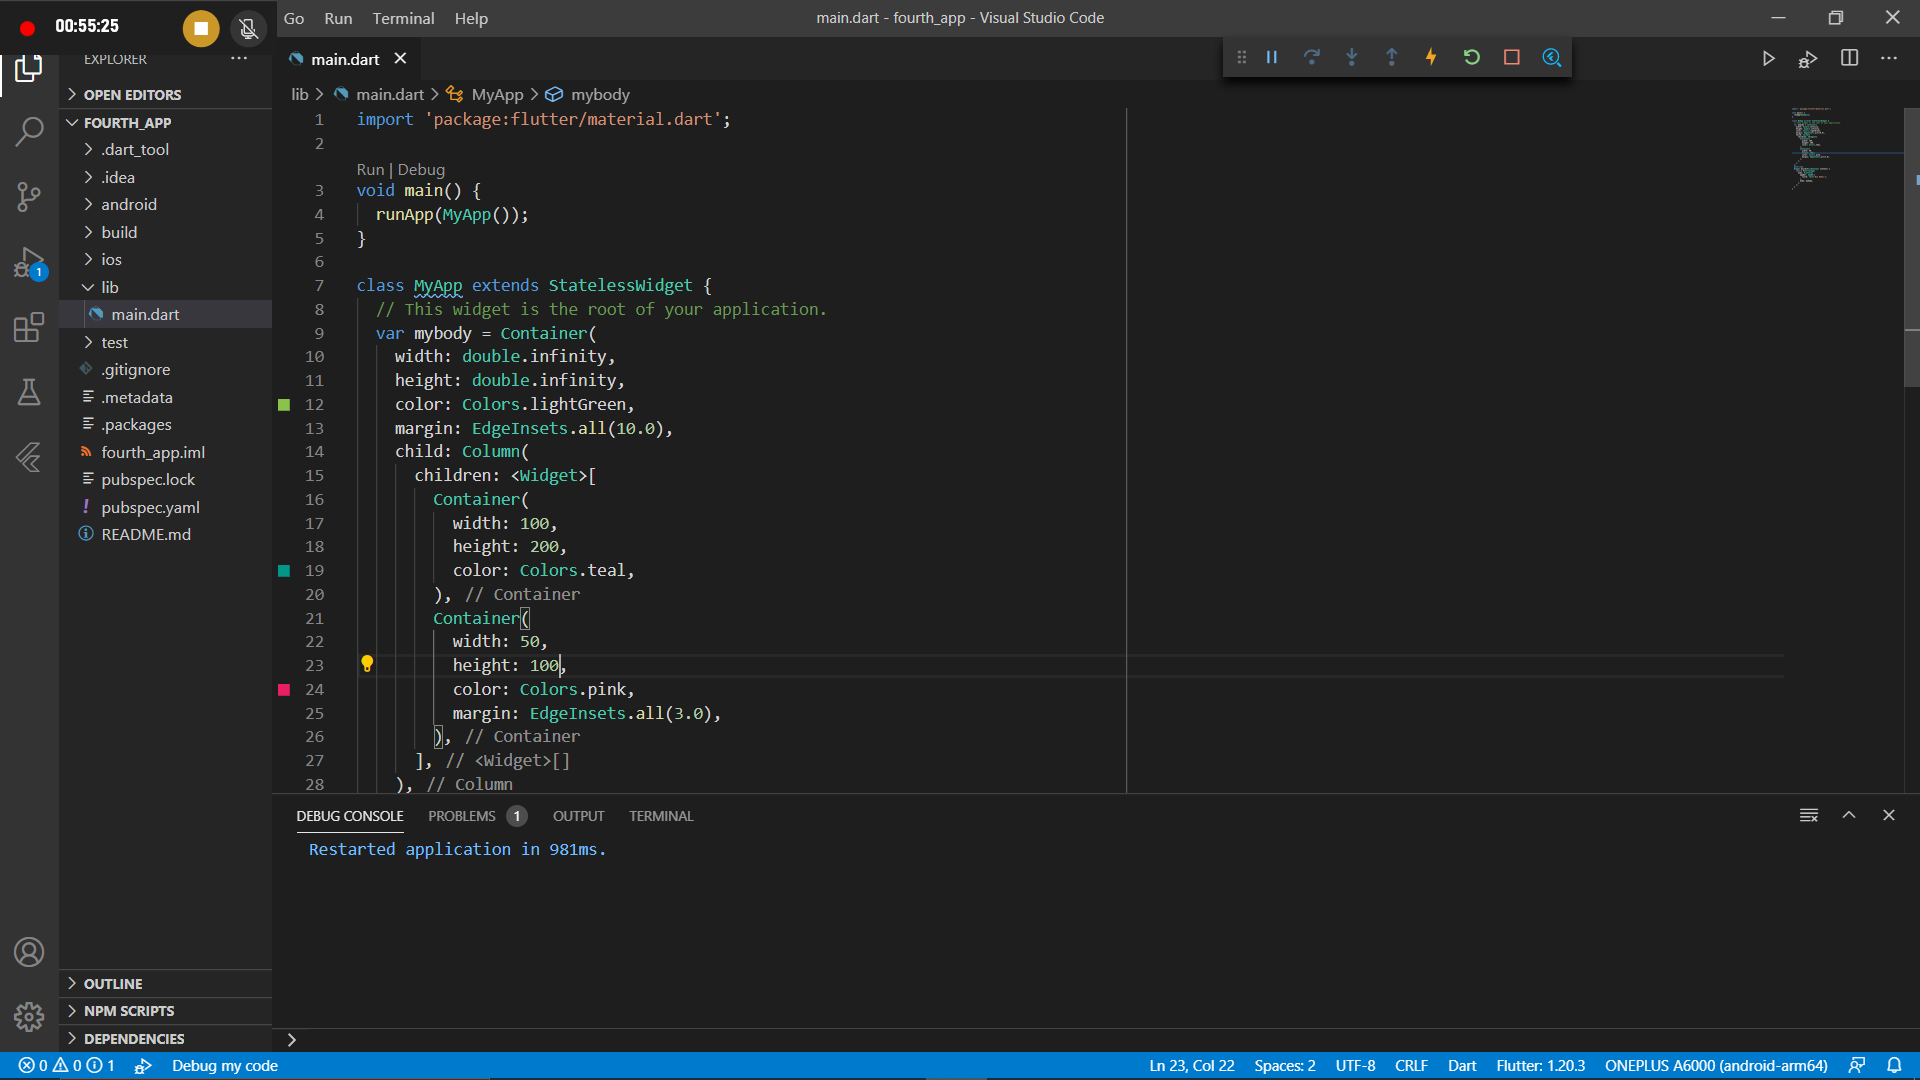 00:55:25
Go Run Terminal Help
main.dart - fourth_app - Visual Studio Code
EXPLORER
OPEN EDITORS
FOURTH_APP
.dart_tool
.idea
android
build
ios
lib
main.dart
test
.gitignore
.metadata
.packages
fourth_app.iml
pubspec.lock
! pubspec.yaml
README.md
OUTLINE
NPM SCRIPTS
DEPENDENCIES
1
main.dart
lib > main.dart > MyApp > mybody
1 import 'package:flutter/material.dart';
2
Run | Debug
3 void main() {
4 runApp(MyApp());
5 }
6
7 class MyApp extends StatelessWidget {
8 // This widget is the root of your application.
9 var mybody = Container(
10 width: double.infinity,
11 height: double.infinity,
12 color: Colors.lightGreen,
13 margin: EdgeInsets.all(10.0),
14 child: Column(
15 children: <Widget>[
16 Container(
17 width: 100,
18 height: 200,
19 color: Colors.teal,
20 ), // Container
21 Container(
22 width: 50,
23 height: 100,
24 color: Colors.pink,
25 margin: EdgeInsets.all(3.0),
26 ), // Container
27 ], // <Widget>[]
28 ), // Column
DEBUG CONSOLE PROBLEMS 1 OUTPUT TERMINAL
Restarted application in 981ms.
0 0 1 Debug my code Ln 23, Col 22 Spaces: 2 UTF-8 CRLF Dart Flutter: 1.20.3 ONEPLUS A6000 (android-arm64)